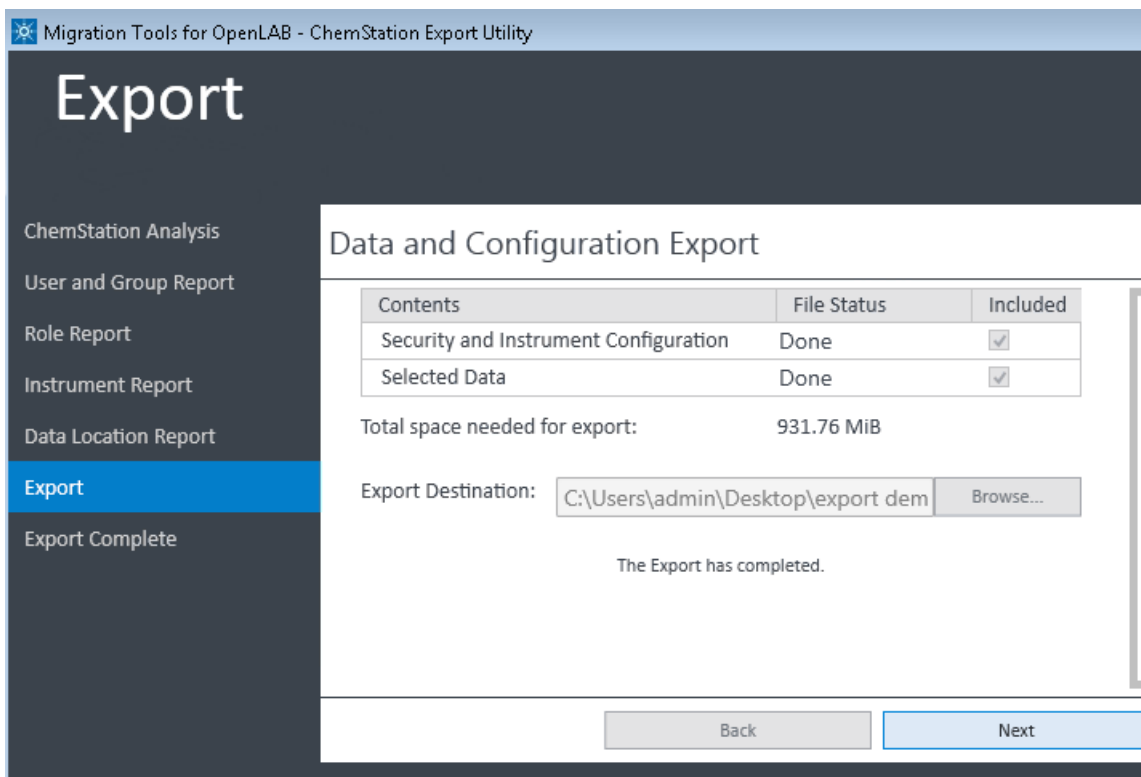 Migration Tools for OpenLAB - ChemStation Export Utility
Export
ChemStation Analysis
User and Group Report
Role Report
Instrument Report
Data Location Report
Export
Export Complete
Data and Configuration Export
Contents File Status Included
Security and Instrument Configuration Done
Selected Data Done
Total space needed for export: 931.76 MiB
Export Destination: C:\Users\admin\Desktop\export dem Browse...
The Export has completed.
Back Next